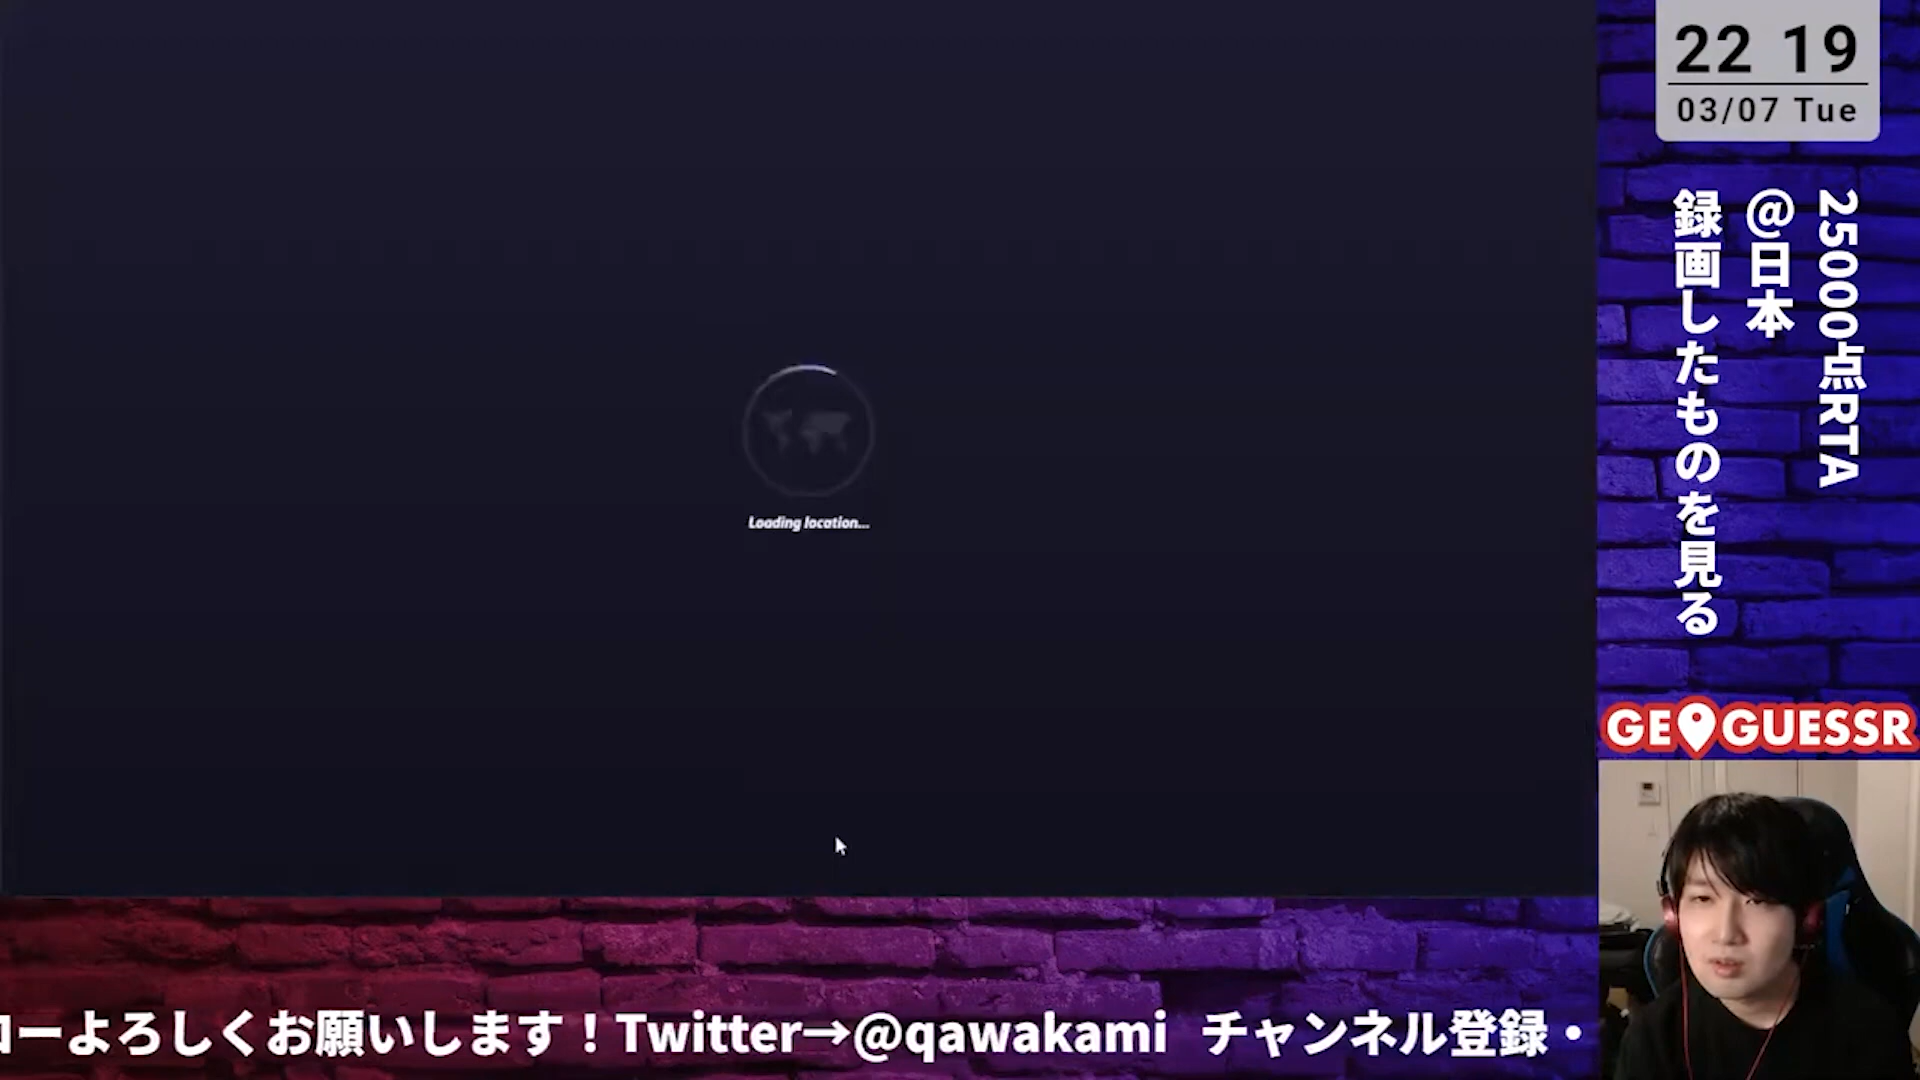 22 19
03/07 Tue
25000点RTA
@日本
録画したものを見る
Loading location...
GEOGUESSR
ローよろしくお願いします！Twitter→@qawakami チャンネル登録・